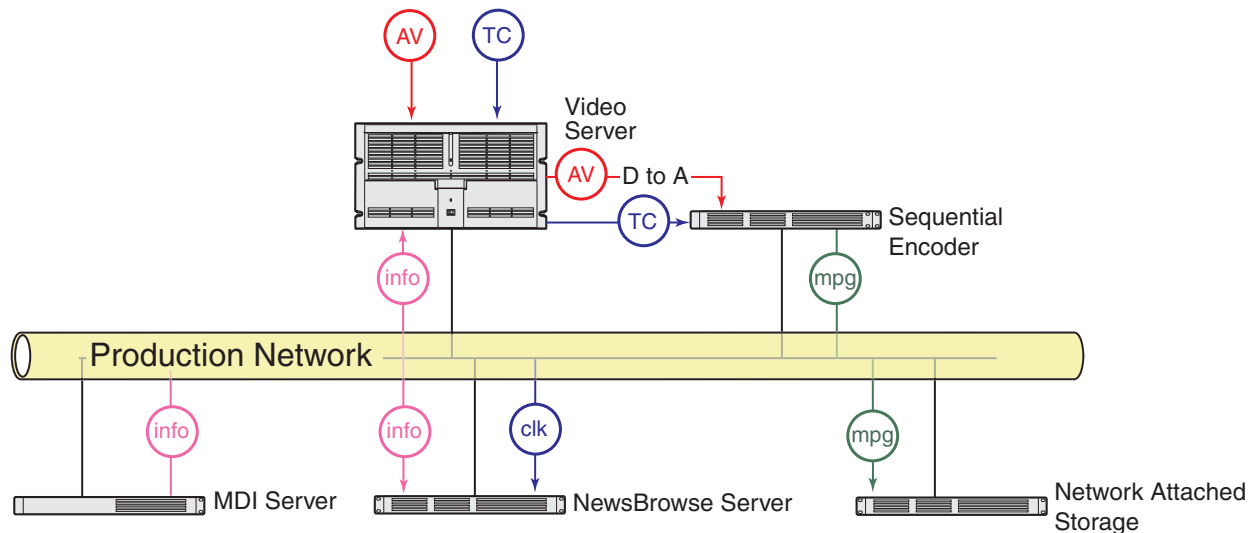 AV
TC
Video
Server
AV
D to A
TC
Sequential
Encoder
info
mpg
Production Network
info
info
clk
mpg
MDI Server
NewsBrowse Server
Network Attached
Storage